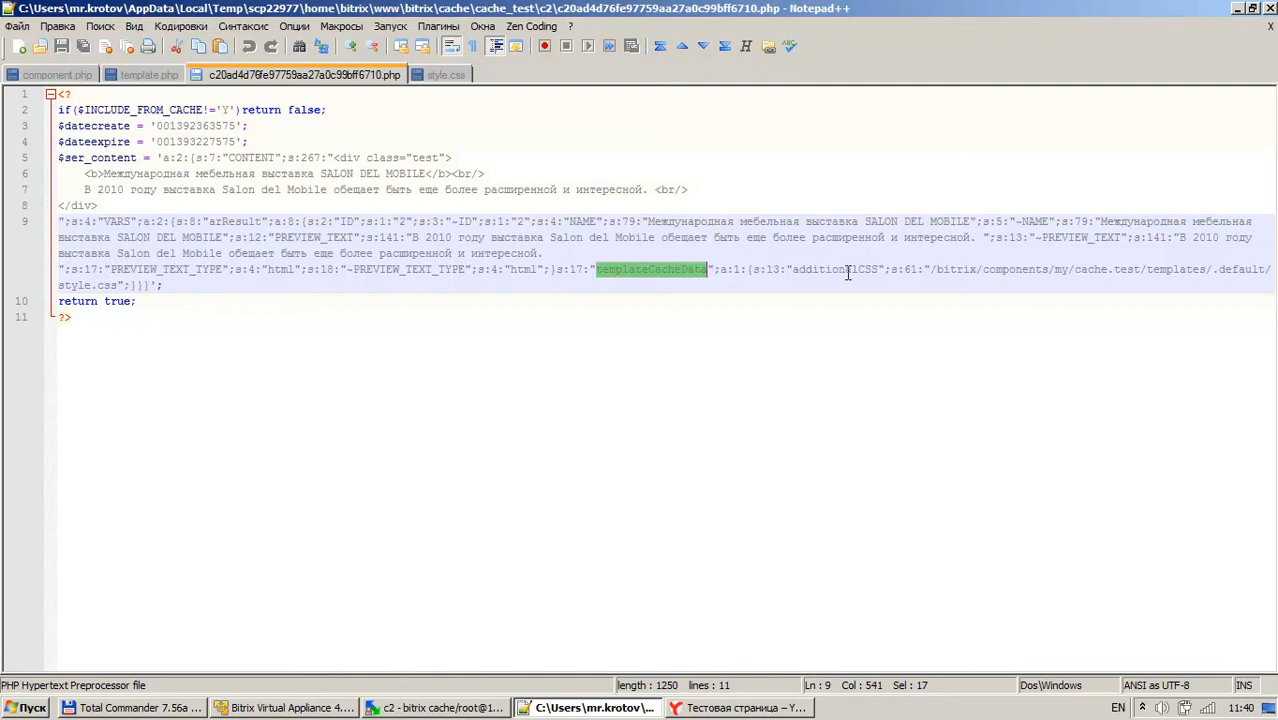 C:\Users\mr.krotov\AppData\Local\Temp\scp22977\home\bitrix\www\bitrix\cache\cache_test\c2\c20ad4d76fe97759aa27a0c99bff6710.php - Notepad++
Файл Правка Поиск Вид Кодировки Синтаксис Опции Макросы Запуск Плагины Окна Zen Coding ? X
component.php template.php c20ad4d76fe97759aa27a0c99bff6710.php style.css
1 <?
2 if($INCLUDE_FROM_CACHE!='Y')return false;
3 $datecreate = '001392363575';
4 $dateexpire = '001393227575';
5 $ser_content = 'a:2:{s:7:"CONTENT";s:267:"<div class="test">
6 <b>Международная мебельная выставка SALON DEL MOBILE</b><br/>
7 В 2010 году выставка Salon del Mobile обещает быть еще более расширенной и интересной. <br/>
8 </div>
9 ";s:4:"VARS";a:2:{s:8:"arResult";a:8:{s:2:"ID";s:1:"2";s:3:"~ID";s:1:"2";s:4:"NAME";s:79:"Международная мебельная выставка SALON DEL MOBILE";s:5:"~NAME";s:79:"Международная мебельная
выставка SALON DEL MOBILE";s:12:"PREVIEW_TEXT";s:141:"В 2010 году выставка Salon del Mobile обещает быть еще более расширенной и интересной. ";s:13:"~PREVIEW_TEXT";s:141:"В 2010 году
выставка Salon del Mobile обещает быть еще более расширенной и интересной.
";s:17:"PREVIEW_TEXT_TYPE";s:4:"html";s:18:"~PREVIEW_TEXT_TYPE";s:4:"html";}s:17:"templateCacheData";a:1:{s:13:"additionalCSS";s:61:"/bitrix/components/my/cache.test/templates/.default/
style.css";}}}';
10 return true;
11 ?>
PHP Hypertext Preprocessor file length : 1250 lines : 11 Ln : 9 Col : 541 Sel : 17 Dos\Windows ANSI as UTF-8 INS
Пуск Total Commander 7.56a ... Bitrix Virtual Appliance 4.... c2 - bitrix cache/root@1... C:\Users\mr.krotov\... Тестовая страница – Y... EN 11:40